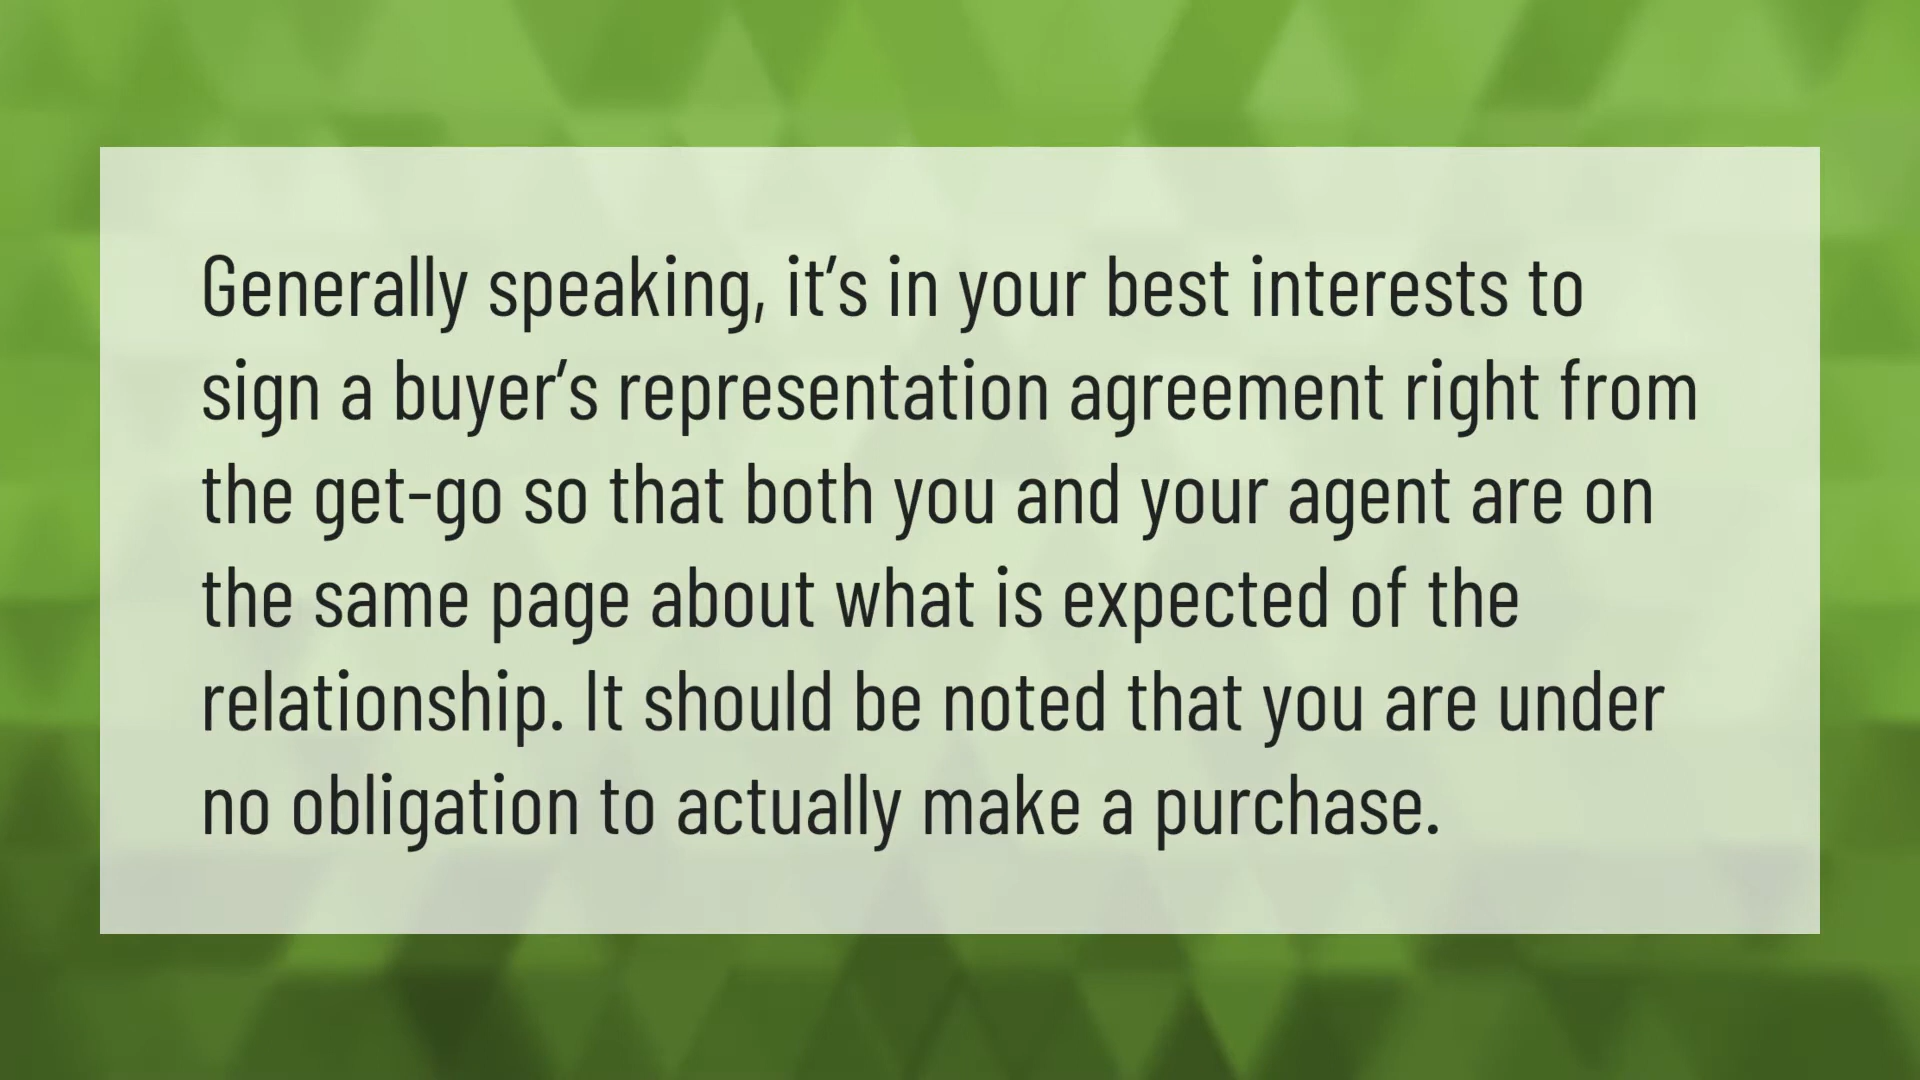 Generally speaking, it’s in your best interests to
sign a buyer’s representation agreement right from
the get-go so that both you and your agent are on
the same page about what is expected of the
relationship. It should be noted that you are under
no obligation to actually make a purchase.